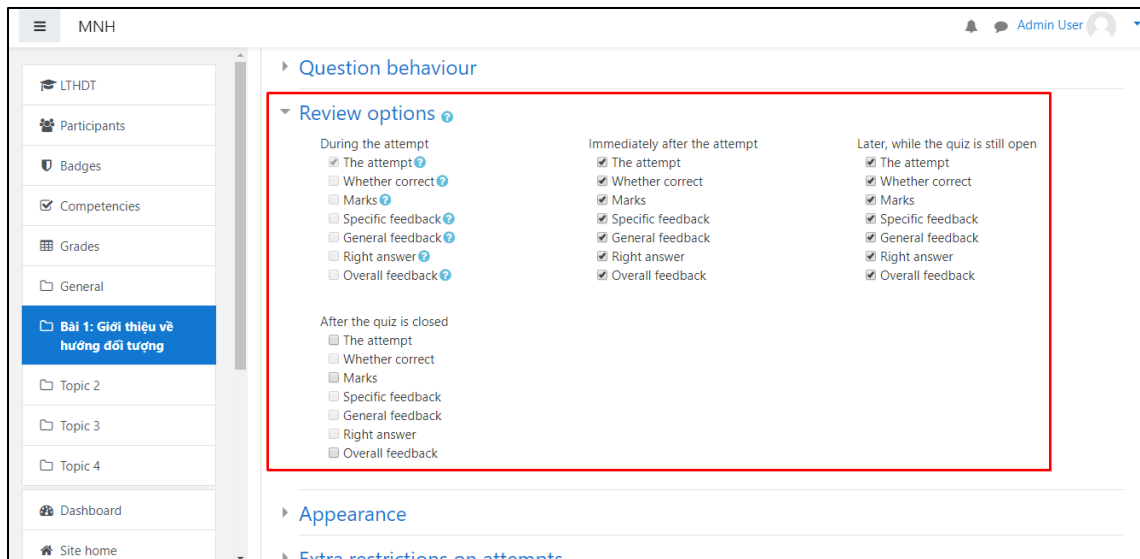 MNH
Admin User
LTHDT
Participants
Badges
Competencies
Grades
General
Bài 1: Giới thiệu về
hướng đối tượng
Topic 2
Topic 3
Topic 4
Dashboard
Site home
Question behaviour
Review options
During the attempt
The attempt
Whether correct
Marks
Specific feedback
General feedback
Right answer
Overall feedback
Immediately after the attempt
The attempt
Whether correct
Marks
Specific feedback
General feedback
Right answer
Overall feedback
Later, while the quiz is still open
The attempt
Whether correct
Marks
Specific feedback
General feedback
Right answer
Overall feedback
After the quiz is closed
The attempt
Whether correct
Marks
Specific feedback
General feedback
Right answer
Overall feedback
Appearance
Extra restrictions on attempts